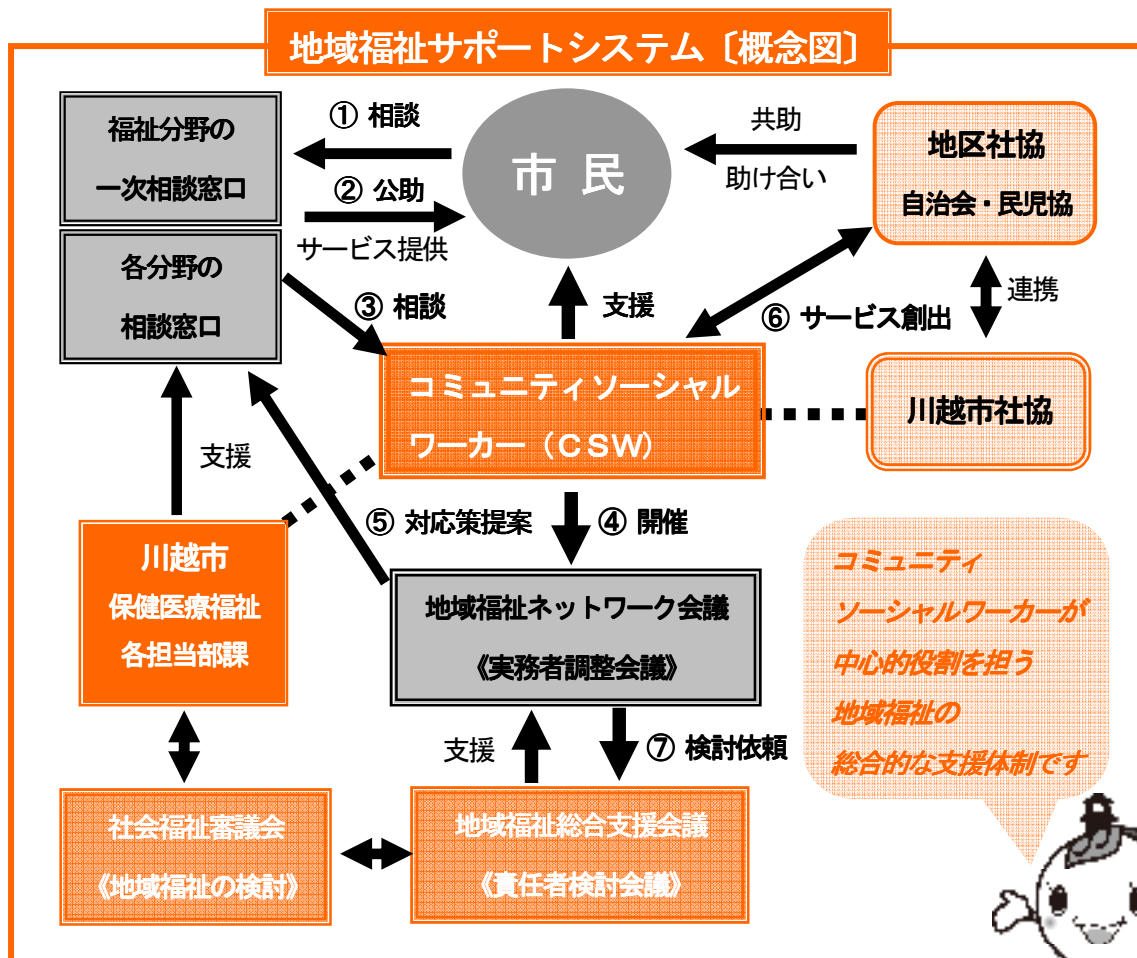 地域福祉サポートシステム〔概念図〕
福祉分野の
一次相談窓口
① 相談
② 公助
サービス提供
市 民
共助
助け合い
地区社協
自治会・民児協
各分野の
相談窓口
③ 相談
支援
⑥ サービス創出
連携
コミュニティソーシャル
ワーカー（ＣＳＷ）
川越市社協
支援
⑤ 対応策提案
④ 開催
川越市
保健医療福祉
各担当部課
地域福祉ネットワーク会議
《実務者調整会議》
コミュニティ
ソーシャルワーカーが
中心的役割を担う
地域福祉の
総合的な支援体制です
支援
⑦ 検討依頼
社会福祉審議会
《地域福祉の検討》
地域福祉総合支援会議
《責任者検討会議》